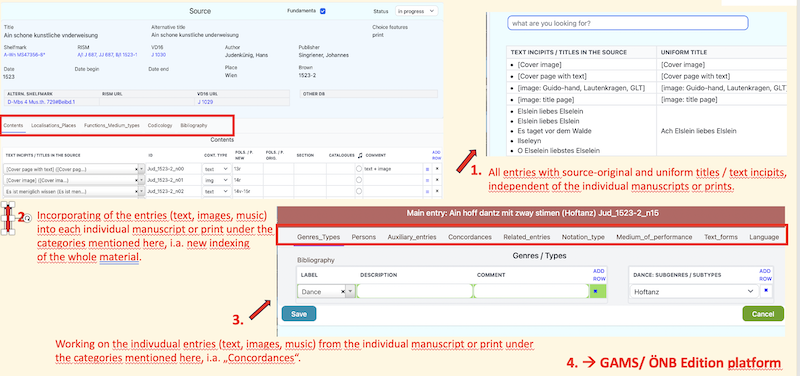 Source
Fundaments
Status
in progress
Title
Ain schone kunstliche vnderweisung
Alternative title
Ain schone kunstliche underweisung
Choice features
print
Shelfmark
A-Wn MS47356-8*
RISM
A/I J 687, JJ 687, B/I 1523-1
VD16
J 1030
Author
Judenkünig, Hans
Publisher
Singriener, Johannes
Date
1523
Date begin
Date end
Place
Wien
Brown
1523-2
ALTERN. SHELFMARK
RISM URL
VD16 URL
OTHER DB
D-Mbs 4 Mus.th. 729#Beibd.1
J 1029
Contents
Localisations_Places
Functions_Medium_types
Codicology
Bibliography
Contents
TEXT INCIPITS / TITLES IN THE SOURCE
ID
CONT. TYPE
FOLS. / P. NEW
FOLS. / P. ORIG.
SECTION
CATALOGUES
COMMENT
ADD ROW
[Cover page with text] ([Cover pag...)
Jud_1523-2_n00
text
13r
text + image
[Cover image] ([Cover ima...)
Jud_1523-2_n01
img
14r
Es ist meniglich wissen (Es ist men...)
Jud_1523-2_n02
text
14v-15r
what are you looking for?
TEXT INCIPITS / TITLES IN THE SOURCE
UNIFORM TITLE
[Cover image]
[Cover image]
[Cover page with text]
[Cover page with text]
[image: Guido-hand, Lautenkragen, GLT]
[image: Guido-hand, Lautenkragen, GLT]
[image: title page]
[image: title page]
Elslein liebes Elselein
Elslein liebes Elslein
Es taget vor dem Walde
Ach Elslein liebes Elslein
Ilseleyn
O Elslein liebstes Elslein
1. All entries with source-original and uniform titles / text incipits,
independent of the individual manuscripts or prints.
2. Incorporating of the entries (text, images, music)
into each individual manuscript or print under the
categories mentioned here, i.a. new indexing
of the whole material.
Main entry: Ain hoff dantz mit zway stimen (Hoftanz) Jud_1523-2_n15
Genres_Types
Persons
Auxiliary_entries
Concordances
Related_entries
Notation_type
Medium_of_performance
Text_forms
Language
Genres / Types
Bibliography
LABEL
DESCRIPTION
COMMENT
ADD ROW
DANCE: SUBGENRES / SUBTYPES
ADD ROW
Dance
Hoftanz
Save
Cancel
3.
Working on the indivudual entries (text, images, music) from the individual manuscript or print under
the categories mentioned here, i.a. „Concordances“.
4. → GAMS/ ÖNB Edition platform